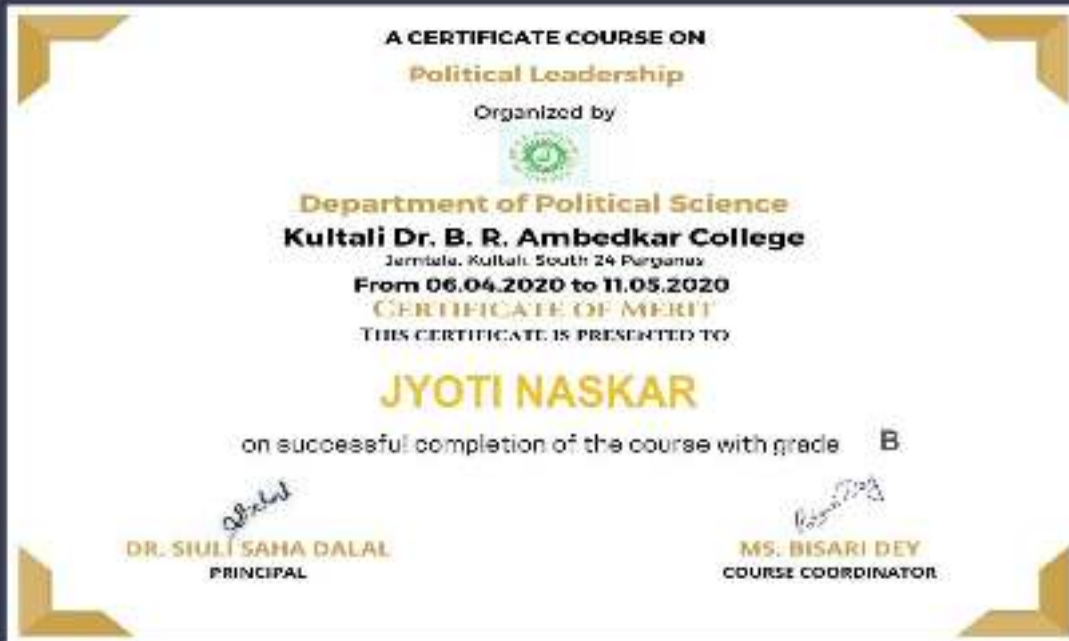 A CERTIFICATE COURSE ON
Political Leadership
Organized by
Department of Political Science
Kultali Dr. B. R. Ambedkar College
Jamtala, Kultali, South 24 Parganas
From 06.04.2020 to 11.05.2020
CERTIFICATE OF MERIT
THIS CERTIFICATE IS PRESENTED TO
JYOTI NASKAR
on successful completion of the course with grade B
DR. SIULI SAHA DALAL
PRINCIPAL
MS. BISARI DEY
COURSE COORDINATOR